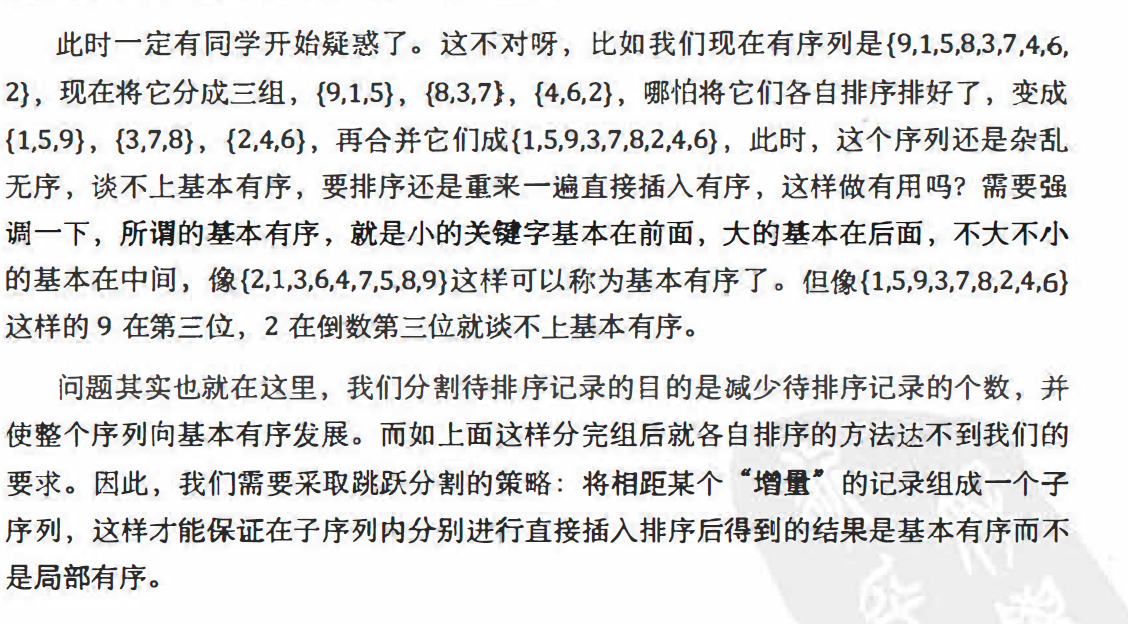 此时一定有同学开始疑惑了。这不对呀，比如我们现在有序列是{9,1,5,8,3,7,4,6,
2}，现在将它分成三组，{9,1,5}，{8,3,7}，{4,6,2}，哪怕将它们各自排序排好了，变成
{1,5,9}，{3,7,8}，{2,4,6}，再合并它们成{1,5,9,3,7,8,2,4,6}，此时，这个序列还是杂乱
无序，谈不上基本有序，要排序还是重来一遍直接插入有序，这样做有用吗？需要强
调一下，所谓的基本有序，就是小的关键字基本在前面，大的基本在后面，不大不小
的基本在中间，像{2,1,3,6,4,7,5,8,9}这样可以称为基本有序了。但像{1,5,9,3,7,8,2,4,6}
这样的 9 在第三位，2 在倒数第三位就谈不上基本有序。
问题其实也就在这里，我们分割待排序记录的目的是减少待排序记录的个数，并
使整个序列向基本有序发展。而如上面这样分完组后就各自排序的方法达不到我们的
要求。因此，我们需要采取跳跃分割的策略：将相距某个“增量”的记录组成一个子
序列，这样才能保证在子序列内分别进行直接插入排序后得到的结果是基本有序而不
是局部有序。